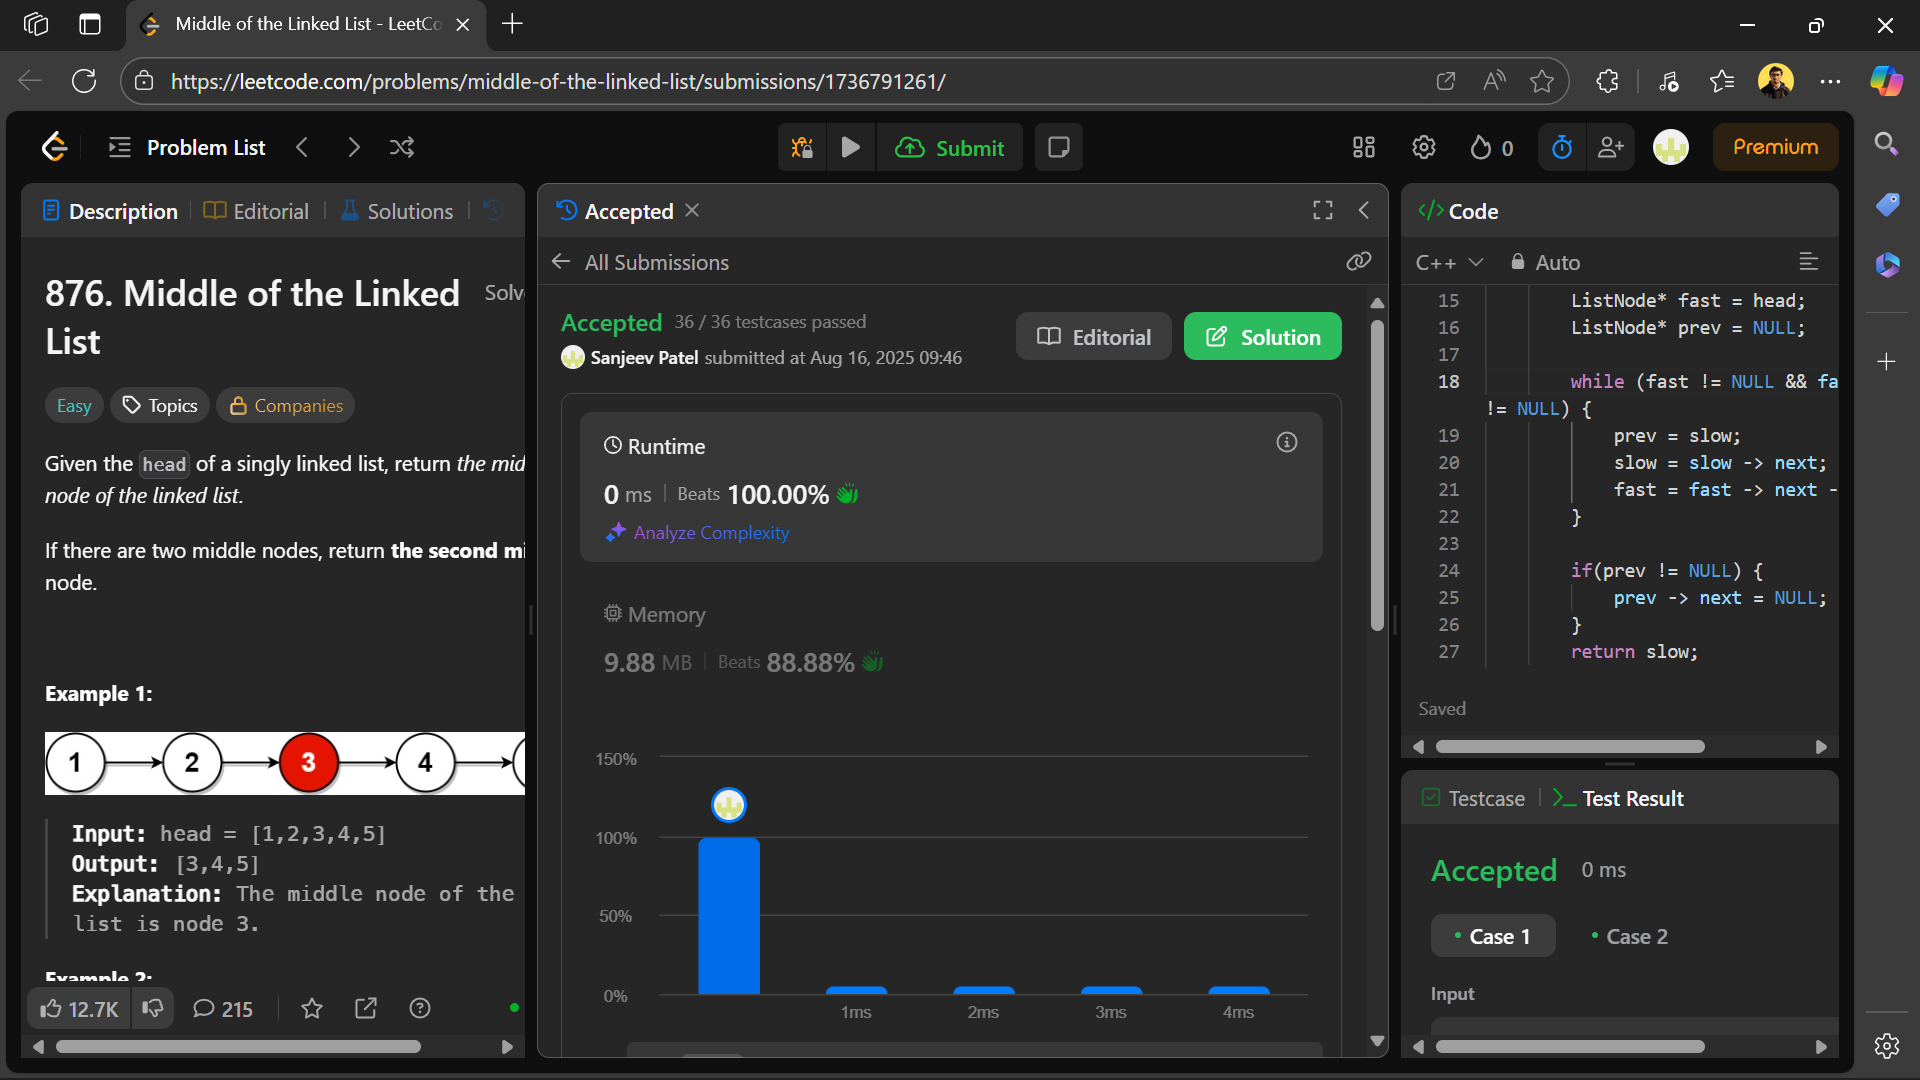 Middle of the Linked List - LeetCo
https://leetcode.com/problems/middle-of-the-linked-list/submissions/1736791261/
Problem List
Submit
0
Premium
Description
Editorial
Solutions
876. Middle of the Linked
List
Solv
Easy
Topics
Companies
Given the head of a singly linked list, return the mid
node of the linked list.
If there are two middle nodes, return the second mi
node.
Example 1:
1 2 3 4
Input: head = [1,2,3,4,5]
Output: [3,4,5]
Explanation: The middle node of the
list is node 3.
Example 2:
12.7K
215
Accepted
All Submissions
Accepted 36 / 36 testcases passed
Sanjeev Patel submitted at Aug 16, 2025 09:46
Editorial
Solution
Runtime
0 ms Beats 100.00%
Analyze Complexity
Memory
9.88 MB Beats 88.88%
150%
100%
50%
0%
1ms 2ms 3ms 4ms
</> Code
C++
Auto
15 ListNode* fast = head;
16 ListNode* prev = NULL;
17
18 while (fast != NULL && fa
!= NULL) {
19 prev = slow;
20 slow = slow -> next;
21 fast = fast -> next -
22 }
23
24 if(prev != NULL) {
25 prev -> next = NULL;
26 }
27 return slow;
Saved
Testcase
Test Result
Accepted 0 ms
Case 1
Case 2
Input